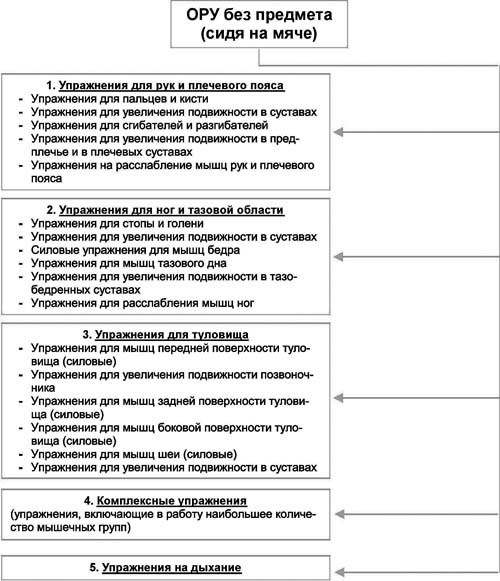 ОРУ без предмета
(сидя на мяче)
1. Упражнения для рук и плечевого пояса
- Упражнения для пальцев и кисти
- Упражнения для увеличения подвижности в суставах
- Упражнения для сгибателей и разгибателей
- Упражнения для увеличения подвижности в пред-
плечье и в плечевых суставах
- Упражнения на расслабление мышц рук и плечевого
пояса
2. Упражнения для ног и тазовой области
- Упражнения для стопы и голени
- Упражнения для увеличения подвижности в суставах
- Силовые упражнения для мышц бедра
- Упражнения для мышц тазового дна
- Упражнения для увеличения подвижности в тазо-
бедренных суставах
- Упражнения для расслабления мышц ног
3. Упражнения для туловища
- Упражнения для мышц передней поверхности туло-
вища (силовые)
- Упражнения для увеличения подвижности позвоноч-
ника
- Упражнения для мышц задней поверхности тулови-
ща (силовые)
- Упражнения для мышц боковой поверхности туло-
вища (силовые)
- Упражнения для мышц шеи (силовые)
- Упражнения для увеличения подвижности в суставах
4. Комплексные упражнения
(упражнения, включающие в работу наибольшее количе-
ство мышечных групп)
5. Упражнения на дыхание